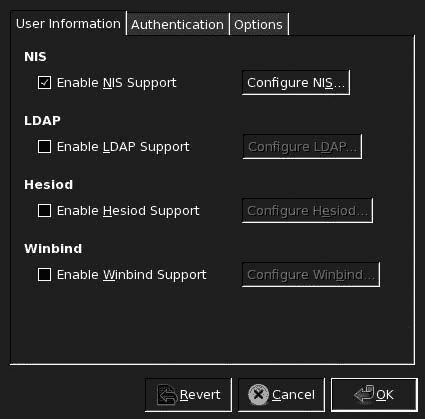 User Information Authentication Options
NIS
Enable NIS Support Configure NIS...
LDAP
Enable LDAP Support Configure LDAP...
Hesiod
Enable Hesiod Support Configure Hesiod...
Winbind
Enable Winbind Support Configure Winbind...
Revert Cancel OK